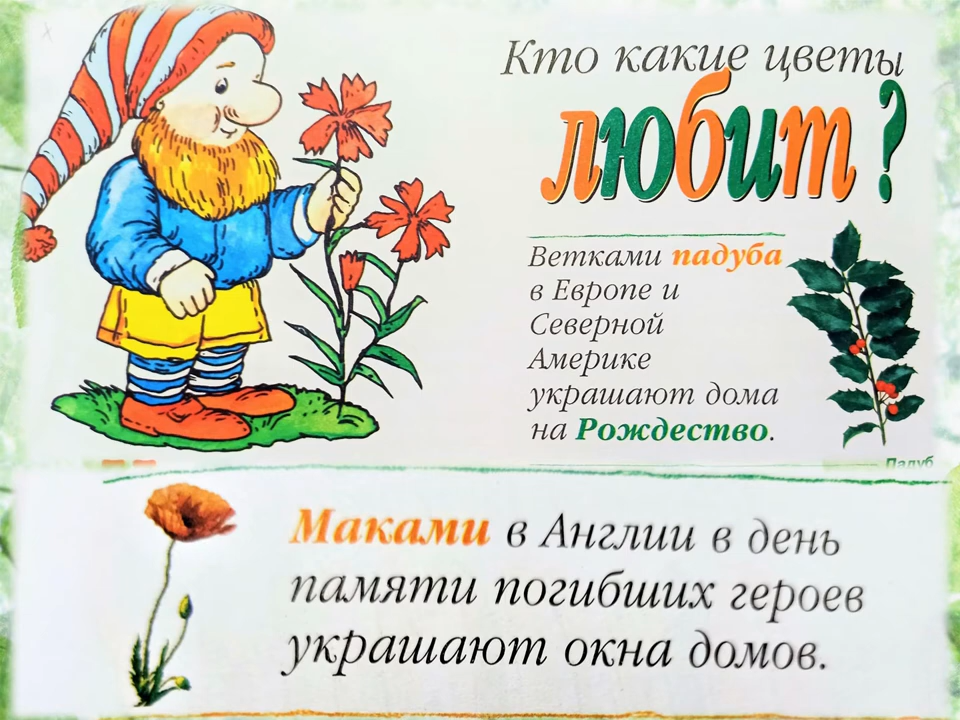 Кто какие цветы
любит?
Ветками падуба
в Европе и
Северной
Америке
украшают дома
на Рождество.
Падуб
Маками в Англии в день
памяти погибших героев
украшают окна домов.